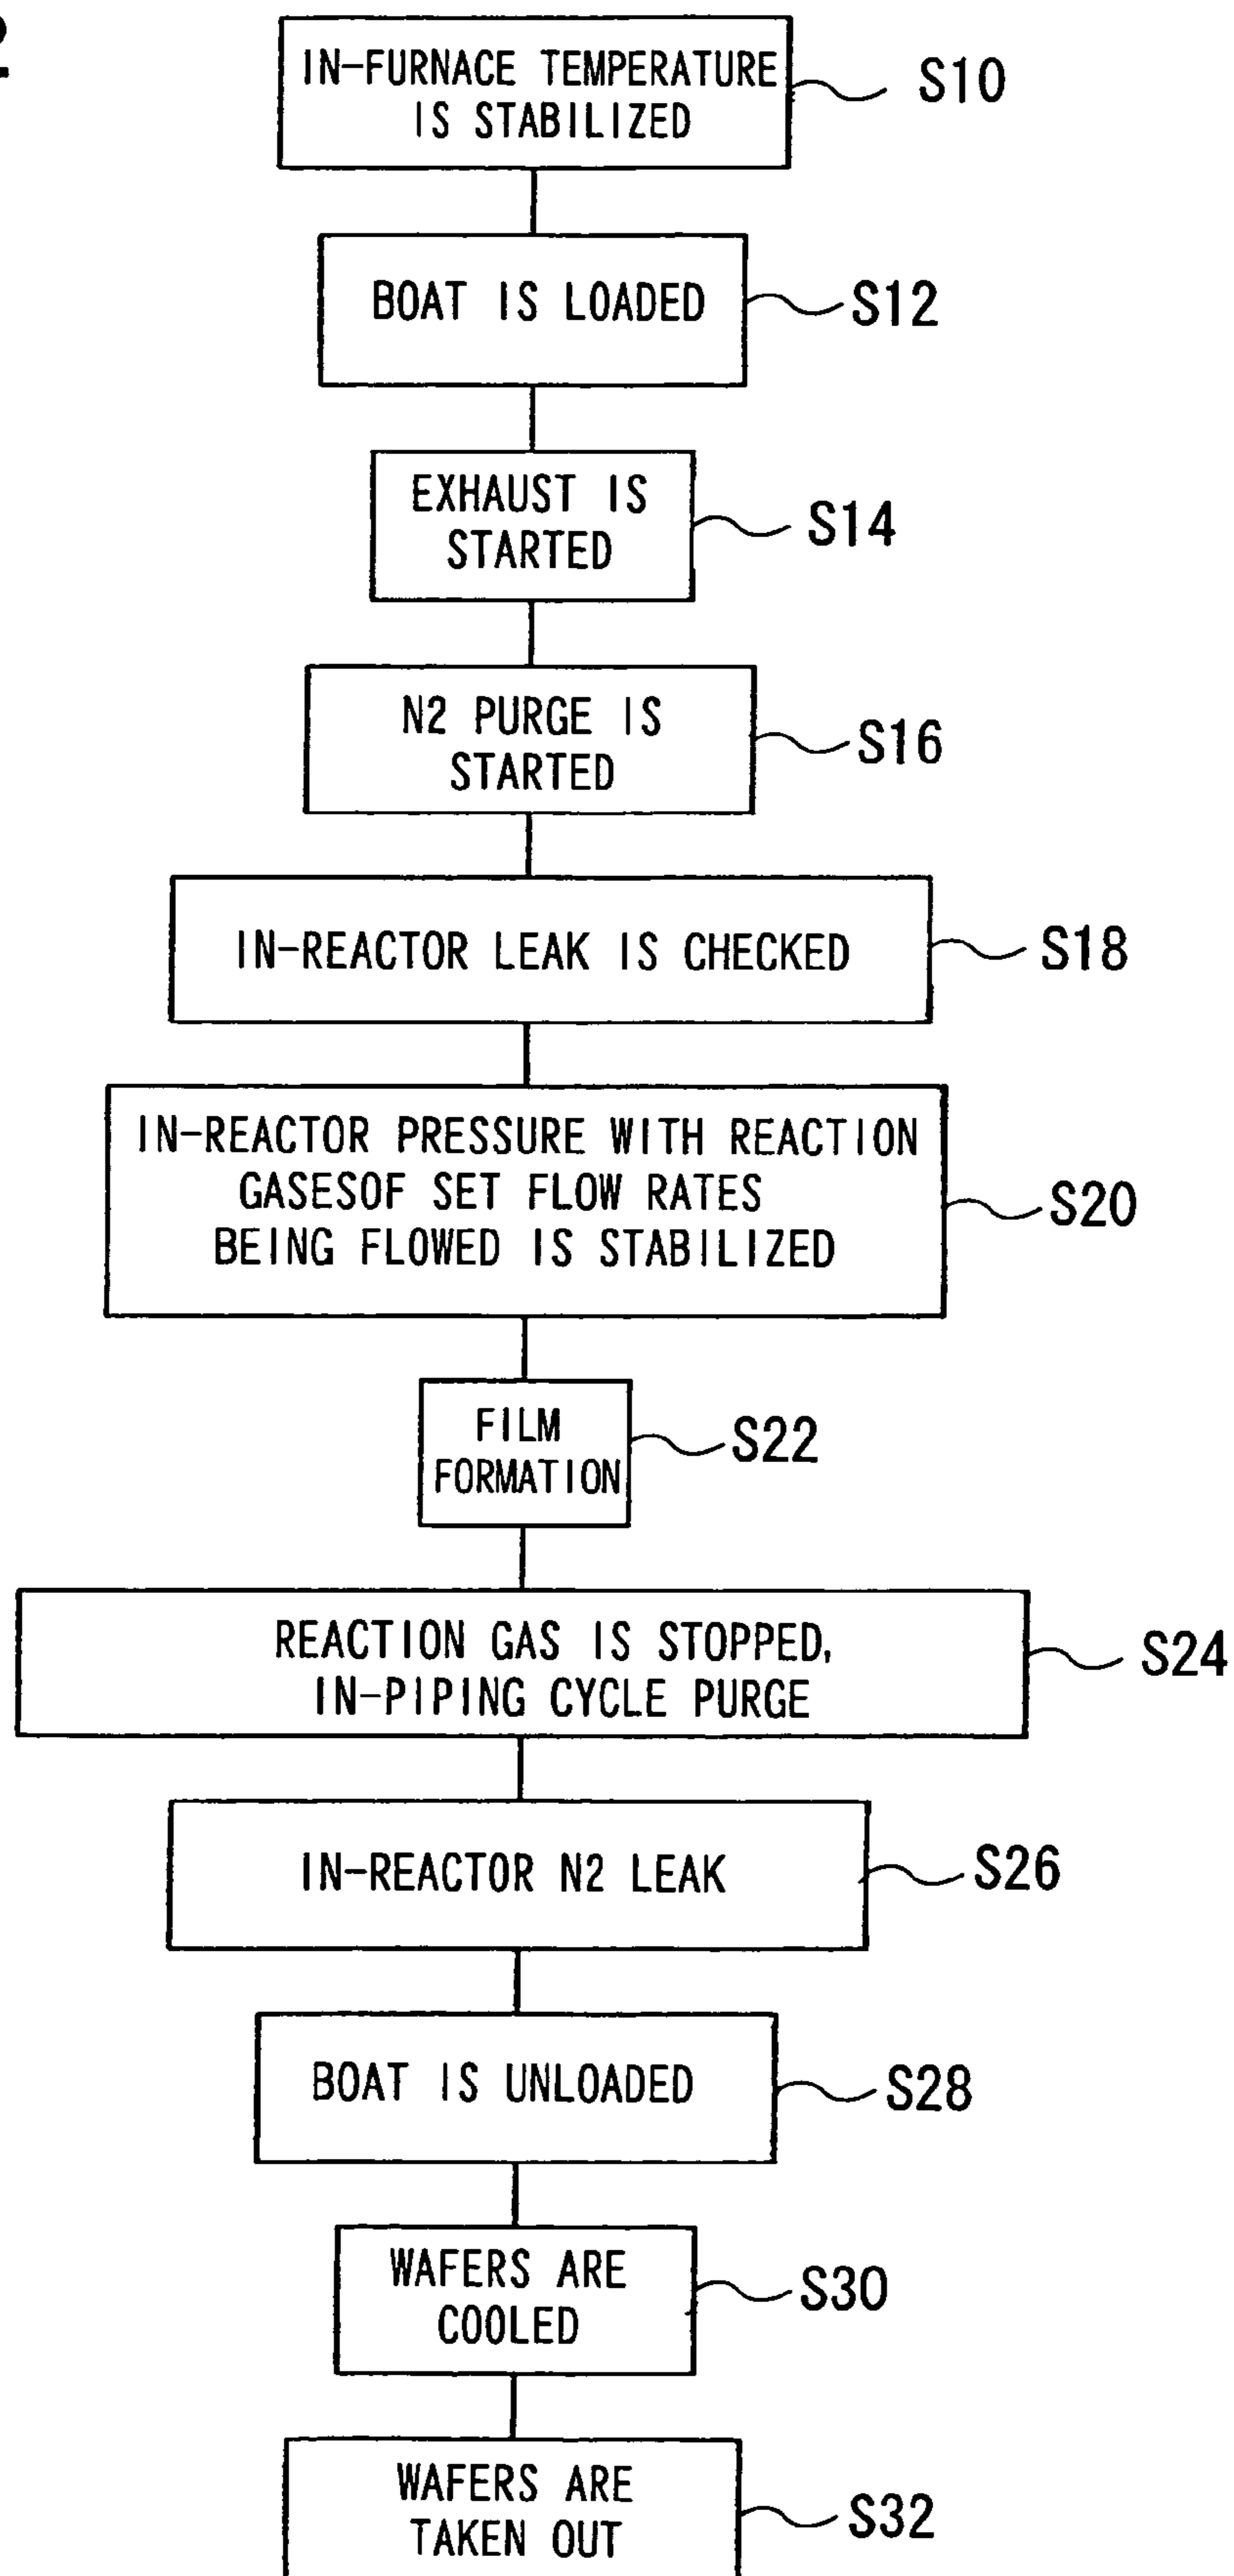 IN-FURNACE TEMPERATURE
IS STABILIZED
S10
BOAT IS LOADED
S12
EXHAUST IS
STARTED
S14
N2 PURGE IS
STARTED
S16
IN-REACTOR LEAK IS CHECKED
S18
IN-REACTOR PRESSURE WITH REACTION
GASESOF SET FLOW RATES
BEING FLOWED IS STABILIZED
S20
FILM
FORMATION
S22
REACTION GAS IS STOPPED,
IN-PIPING CYCLE PURGE
S24
IN-REACTOR N2 LEAK
S26
BOAT IS UNLOADED
S28
WAFERS ARE
COOLED
S30
WAFERS ARE
TAKEN OUT
S32